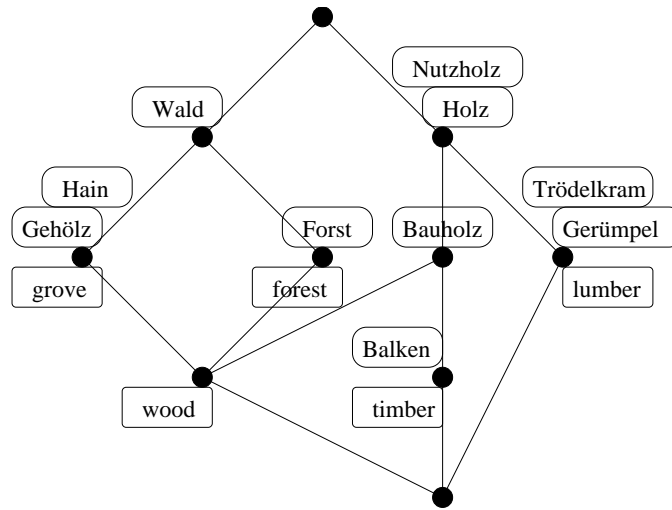 Nutzholz
Wald
Holz
Hain
Trödelkram
Gehölz
Forst
Bauholz
Gerümpel
grove
forest
lumber
Balken
wood
timber